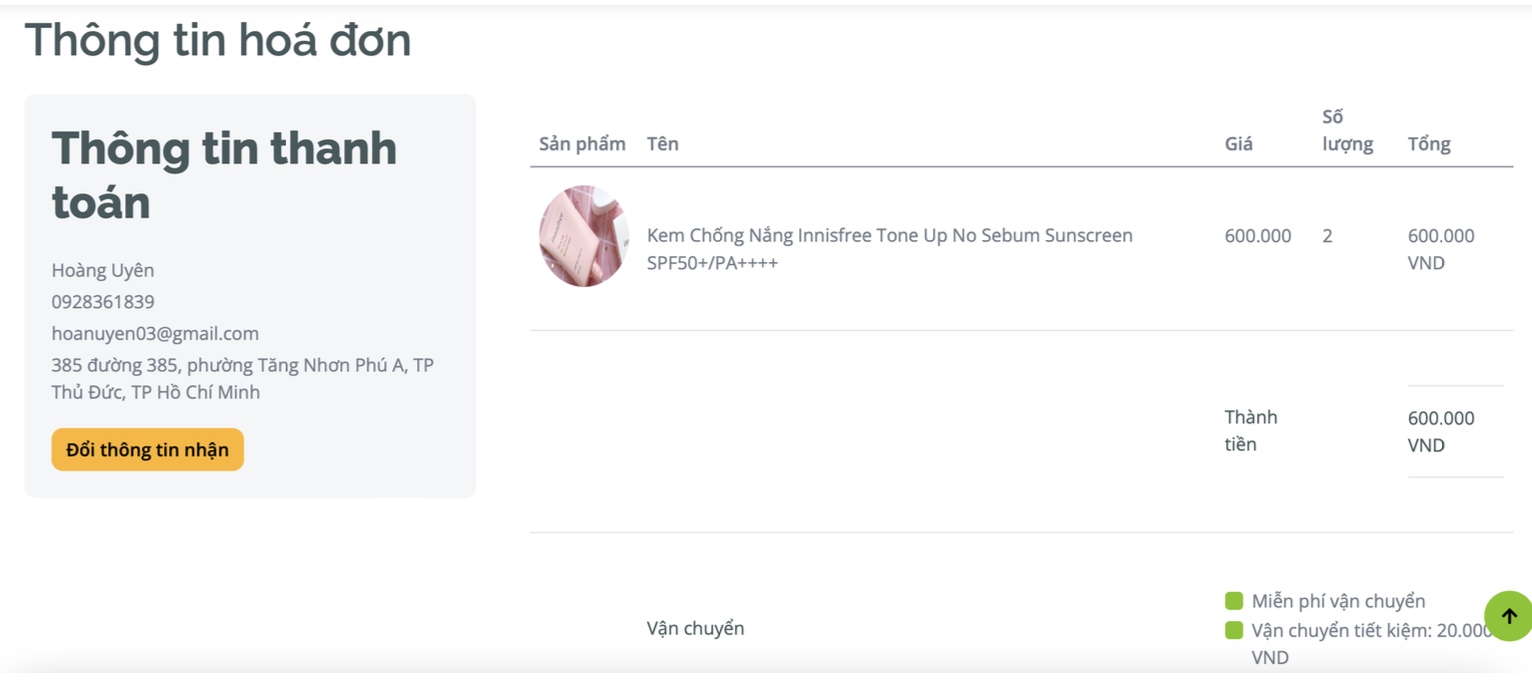 Thông tin hoá đơn
Thông tin thanh
toán
Hoàng Uyên
0928361839
hoanuyen03@gmail.com
385 đường 385, phường Tăng Nhơn Phú A, TP
Thủ Đức, TP Hồ Chí Minh
Đổi thông tin nhận
Sản phẩm Tên Giá Số
lượng Tổng
Kem Chống Nắng Innisfree Tone Up No Sebum Sunscreen
SPF50+/PA++++
600.000 2 600.000
VND
Thành
tiền
600.000
VND
Vận chuyển
Miễn phí vận chuyển
Vận chuyển tiết kiệm: 20.000
VND